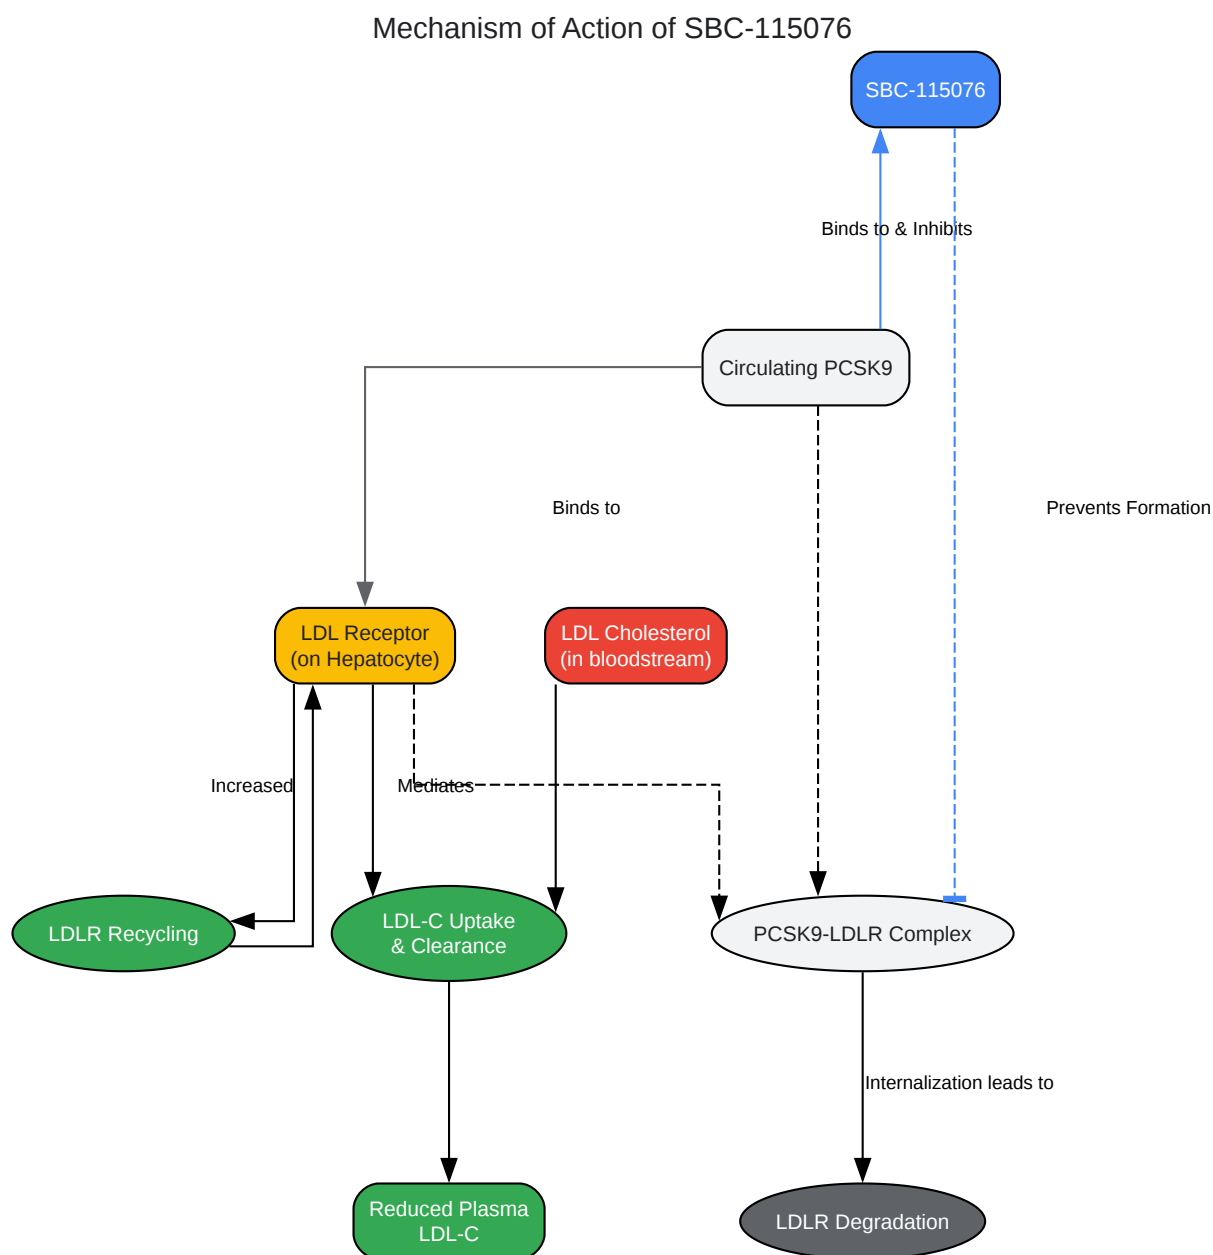 Mechanism of Action of SBC-115076
SBC-115076
Binds to & Inhibits
Circulating PCSK9
Binds to
Prevents Formation
LDL Receptor
(on Hepatocyte)
LDL Cholesterol
(in bloodstream)
Increased
Mediates
LDLR Recycling
LDL-C Uptake
& Clearance
PCSK9-LDLR Complex
Internalization leads to
Reduced Plasma
LDL-C
LDLR Degradation